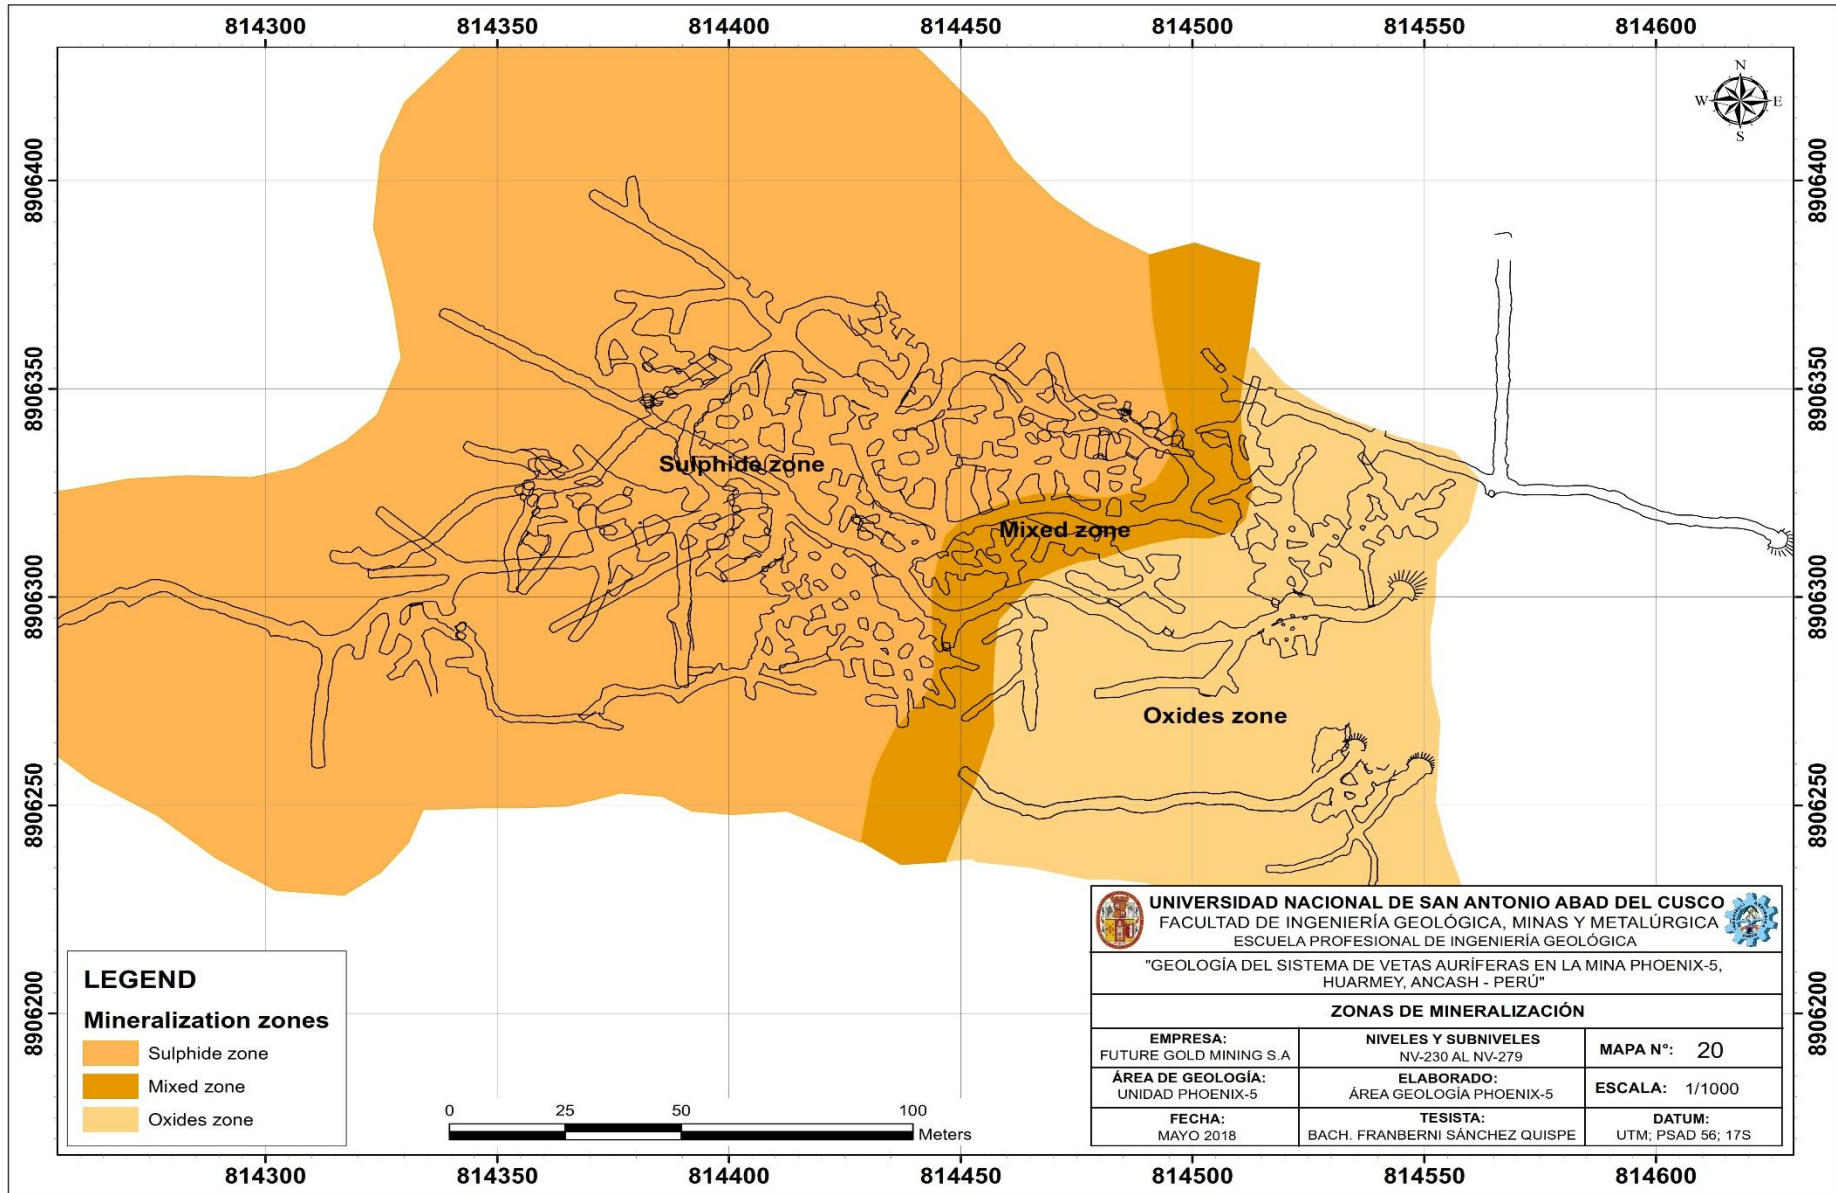 814300 814350 814400 814450 814500 814550 814600
N
W E
S
8906400 8906400
8906350 8906350
Sulphide zone
Mixed zone
8906300 8906300
Oxides zone
8906250 8906250
8906200 8906200
LEGEND
Mineralization zones
Sulphide zone
Mixed zone
Oxides zone
0 25 50 100
Meters
UNIVERSIDAD NACIONAL DE SAN ANTONIO ABAD DEL CUSCO
FACULTAD DE INGENIERÍA GEOLÓGICA, MINAS Y METALÚRGICA
ESCUELA PROFESIONAL DE INGENIERÍA GEOLÓGICA
"GEOLOGÍA DEL SISTEMA DE VETAS AURÍFERAS EN LA MINA PHOENIX-5,
HUARMEY, ANCASH - PERÚ"
ZONAS DE MINERALIZACIÓN
EMPRESA:
FUTURE GOLD MINING S.A
NIVELES Y SUBNIVELES
NV-230 AL NV-279
MAPA N°: 20
ÁREA DE GEOLOGÍA:
UNIDAD PHOENIX-5
ELABORADO:
ÁREA GEOLOGÍA PHOENIX-5
ESCALA: 1/1000
FECHA:
MAYO 2018
TESISTA:
BACH. FRANBERNI SÁNCHEZ QUISPE
DATUM:
UTM; PSAD 56; 17S
814300 814350 814400 814450 814500 814550 814600